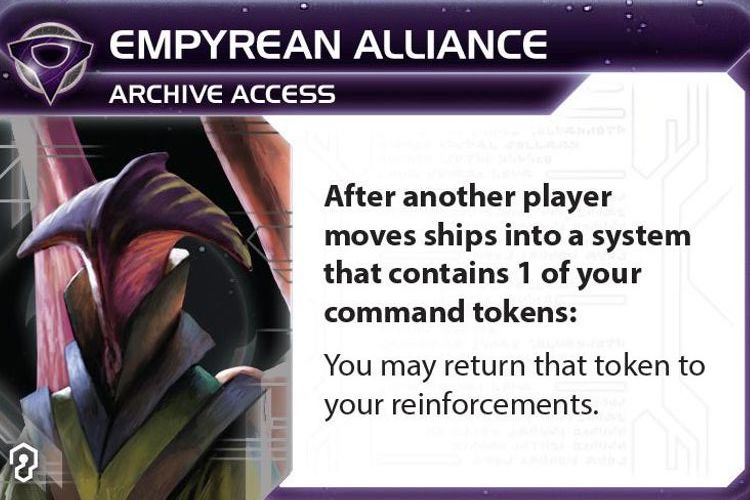 EMPYREAN ALLIANCE
ARCHIVE ACCESS
After another player
moves ships into a system
that contains 1 of your
command tokens:
You may return that token to
your reinforcements.